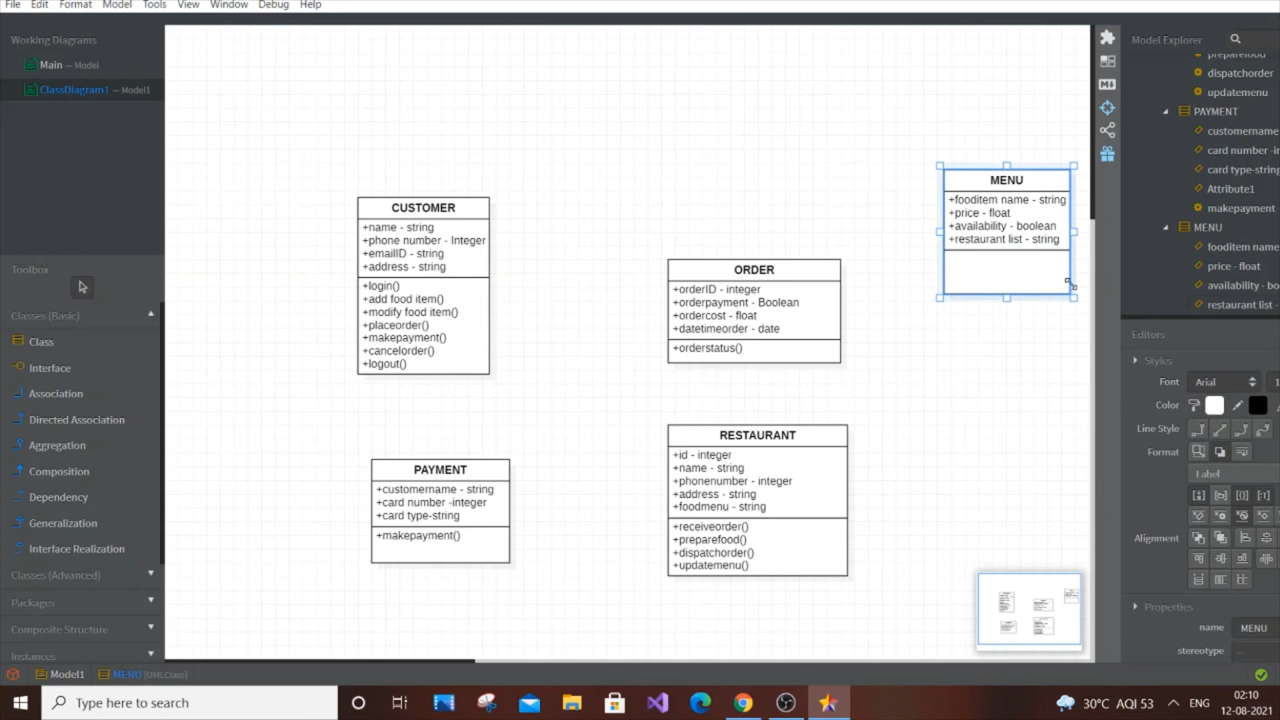 File Edit Format Model Tools View Window Debug Help
Working Diagrams
Main — Model
ClassDiagram1 — Model1
Toolbox
Classes (Basic)
Class
Interface
Association
Directed Association
Aggregation
Composition
Dependency
Generalization
Interface Realization
Classes (Advanced)
Packages
Composite Structure
Instances
CUSTOMER
+name - string
+phone number - Integer
+emailID - string
+address - string
+login()
+add food item()
+modify food item()
+placeorder()
+makepayment()
+cancelorder()
+logout()
PAYMENT
+customername - string
+card number -integer
+card type-string
+makepayment()
ORDER
+orderID - integer
+orderpayment - Boolean
+ordercost - float
+datetimeorder - date
+orderstatus()
RESTAURANT
+id - integer
+name - string
+phonenumber - integer
+address - string
+foodmenu - string
+receiveorder()
+preparefood()
+dispatchorder()
+updatemenu()
MENU
+fooditem name - string
+price - float
+availability - boolean
+restaurant list - string
Model Explorer
preparefood
dispatchorder
updatemenu
PAYMENT
customername
card number -in
card type-string
Attribute1
makepayment
MENU
fooditem name
price - float
availability - bo
restaurant list -
Editors
Styles
Font Arial 1
Color
Line Style
Format
Label
Alignment
Properties
name MENU
stereotype —
Model1 MENU [UMLClass]
Type here to search
30°C AQI 53 ENG
02:10
12-08-2021